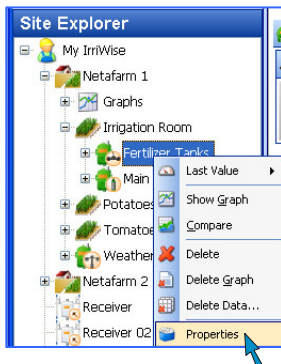 Site Explorer
My IrriWise
Netafarm 1
Graphs
Irrigation Room
Fertilizer Tanks
Main
Potatoes
Tomatoe
Weather
Netafarm 2
Receiver
Receiver 02
Last Value
Show Graph
Compare
Delete
Delete Graph
Delete Data...
Properties